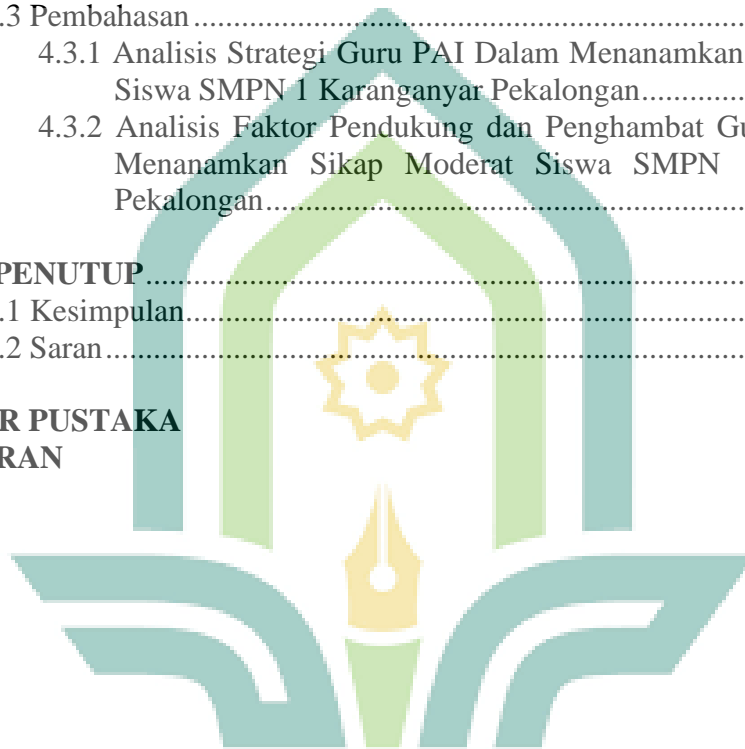 .3 Pembahasan................................................................
4.3.1 Analisis Strategi Guru PAI Dalam Menanamkan
Siswa SMPN 1 Karanganyar Pekalongan.................
4.3.2 Analisis Faktor Pendukung dan Penghambat Gu
Menanamkan Sikap Moderat Siswa SMPN
Pekalongan................................................................
PENUTUP................................................................
.1 Kesimpulan................................................................
.2 Saran................................................................
R PUSTAKA
RAN